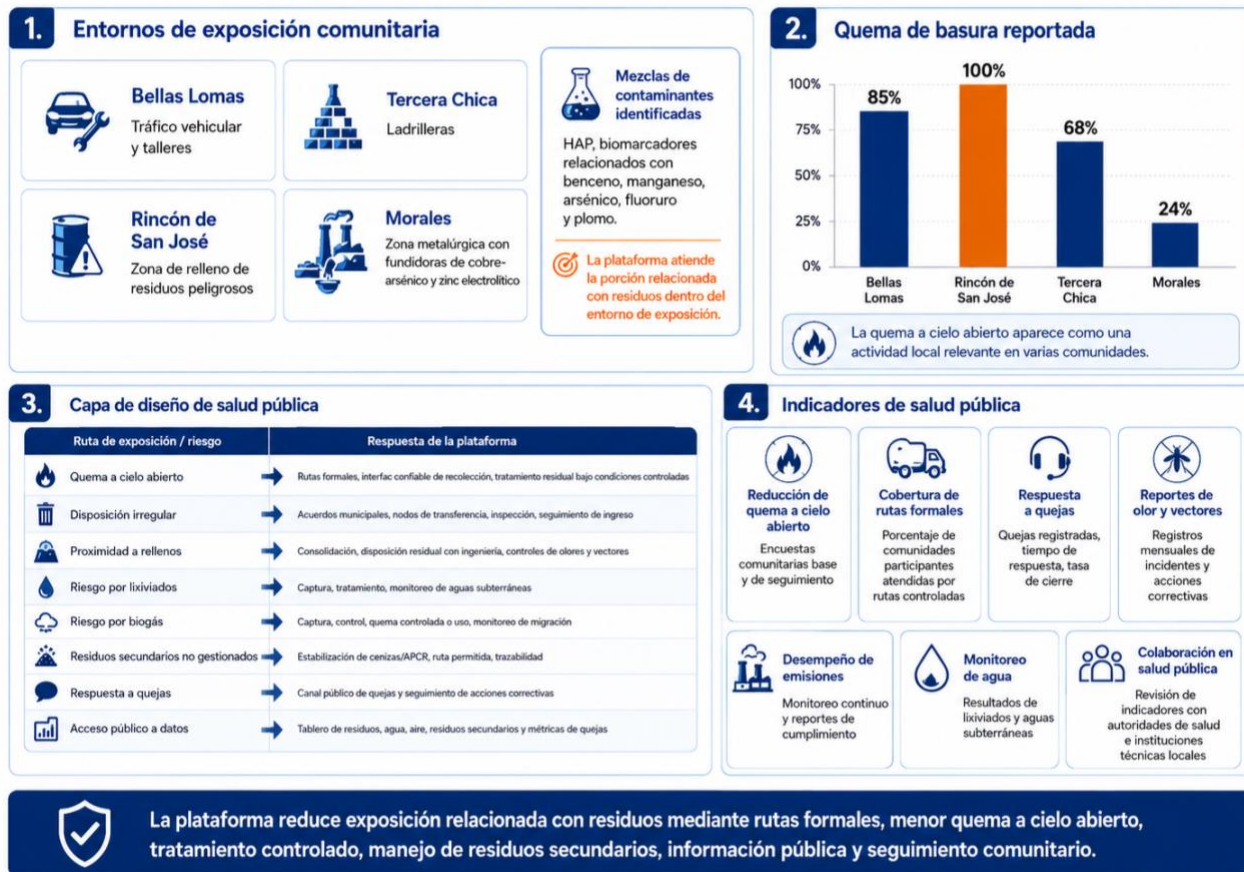 1. Entornos de exposición comunitaria
Bellas Lomas
Tráfico vehicular
y talleres
Tercera Chica
Ladrilleras
Rincón de
San José
Zona de relleno de
residuos peligrosos
Morales
Zona metalúrgica con
fundidoras de cobre-
arsénico y zinc electrolítico
Mezclas de
contaminantes
identificadas
HAP, biomarcadores
relacionados con
benceno, manganeso,
arsénico, fluoruro
y plomo.
La plataforma atiende
la porción relacionada
con residuos dentro del
entorno de exposición.
2. Quema de basura reportada
100%
75%
50%
25%
0%
85%
100%
68%
24%
Bellas
Lomas
Rincón de
San José
Tercera
Chica
Morales
La quema a cielo abierto aparece como una
actividad local relevante en varias comunidades.
3. Capa de diseño de salud pública
Ruta de exposición / riesgo Respuesta de la plataforma
Quema a cielo abierto Rutas formales, interfac confiable de recolección, tratamiento residual bajo condiciones controladas
Disposición irregular Acuerdos municipales, nodos de transferencia, inspección, seguimiento de ingreso
Proximidad a rellenos Consolidación, disposición residual con ingeniería, controles de olores y vectores
Riesgo por lixiviados Captura, tratamiento, monitoreo de aguas subterráneas
Riesgo por biogás Captura, control, quema controlada o uso, monitoreo de migración
Residuos secundarios no gestionados Estabilización de cenizas/APCR, ruta permitida, trazabilidad
Respuesta a quejas Canal público de quejas y seguimiento de acciones correctivas
Acceso público a datos Tablero de residuos, agua, aire, residuos secundarios y métricas de quejas
4. Indicadores de salud pública
Reducción de
quema a cielo
abierto
Encuestas
comunitarias base
y de seguimiento
Cobertura de
rutas formales
Porcentaje de
comunidades
participantes
atendidas por
rutas controladas
Respuesta
a quejas
Quejas registradas,
tiempo de
respuesta, tasa
de cierre
Reportes de
olor y vectores
Registros
mensuales de
incidentes y
acciones
correctivas
Desempeño de
emisiones
Monitoreo continuo
y reportes de
cumplimiento
Monitoreo
de agua
Resultados de
lixiviados y aguas
subterráneas
Colaboración en
salud pública
Revisión de
indicadores con
autoridades de salud
e instituciones
técnicas locales
La plataforma reduce exposición relacionada con residuos mediante rutas formales, menor quema a cielo abierto,
tratamiento controlado, manejo de residuos secundarios, información pública y seguimiento comunitario.